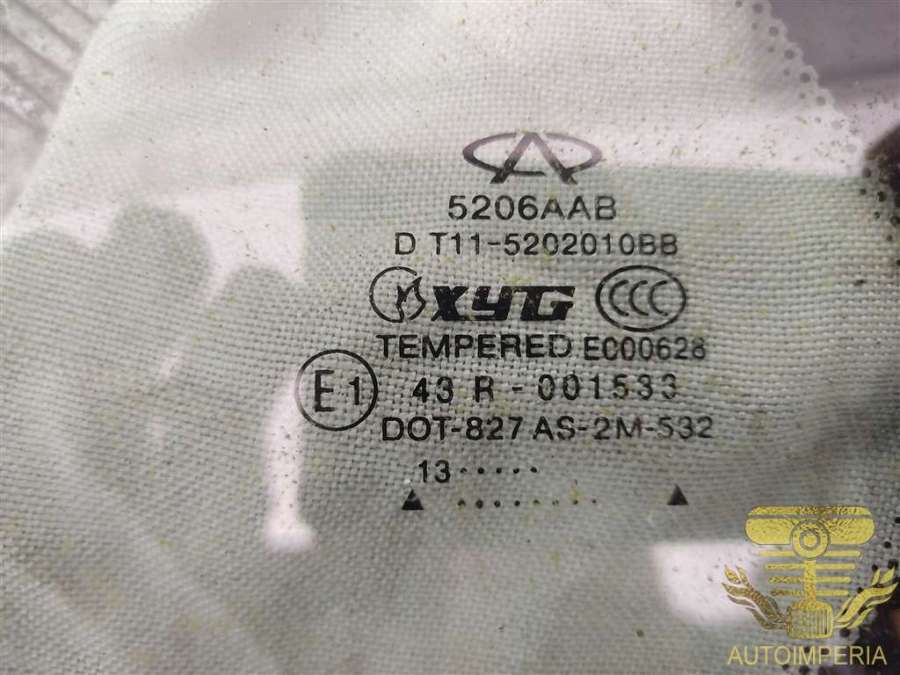 5206AAB
D T11-5202010BB
XYG CCC
TEMPERED E000628
E1 43 R - 001533
DOT-827 AS-2M-532
13.....
AUTOIMPERIA